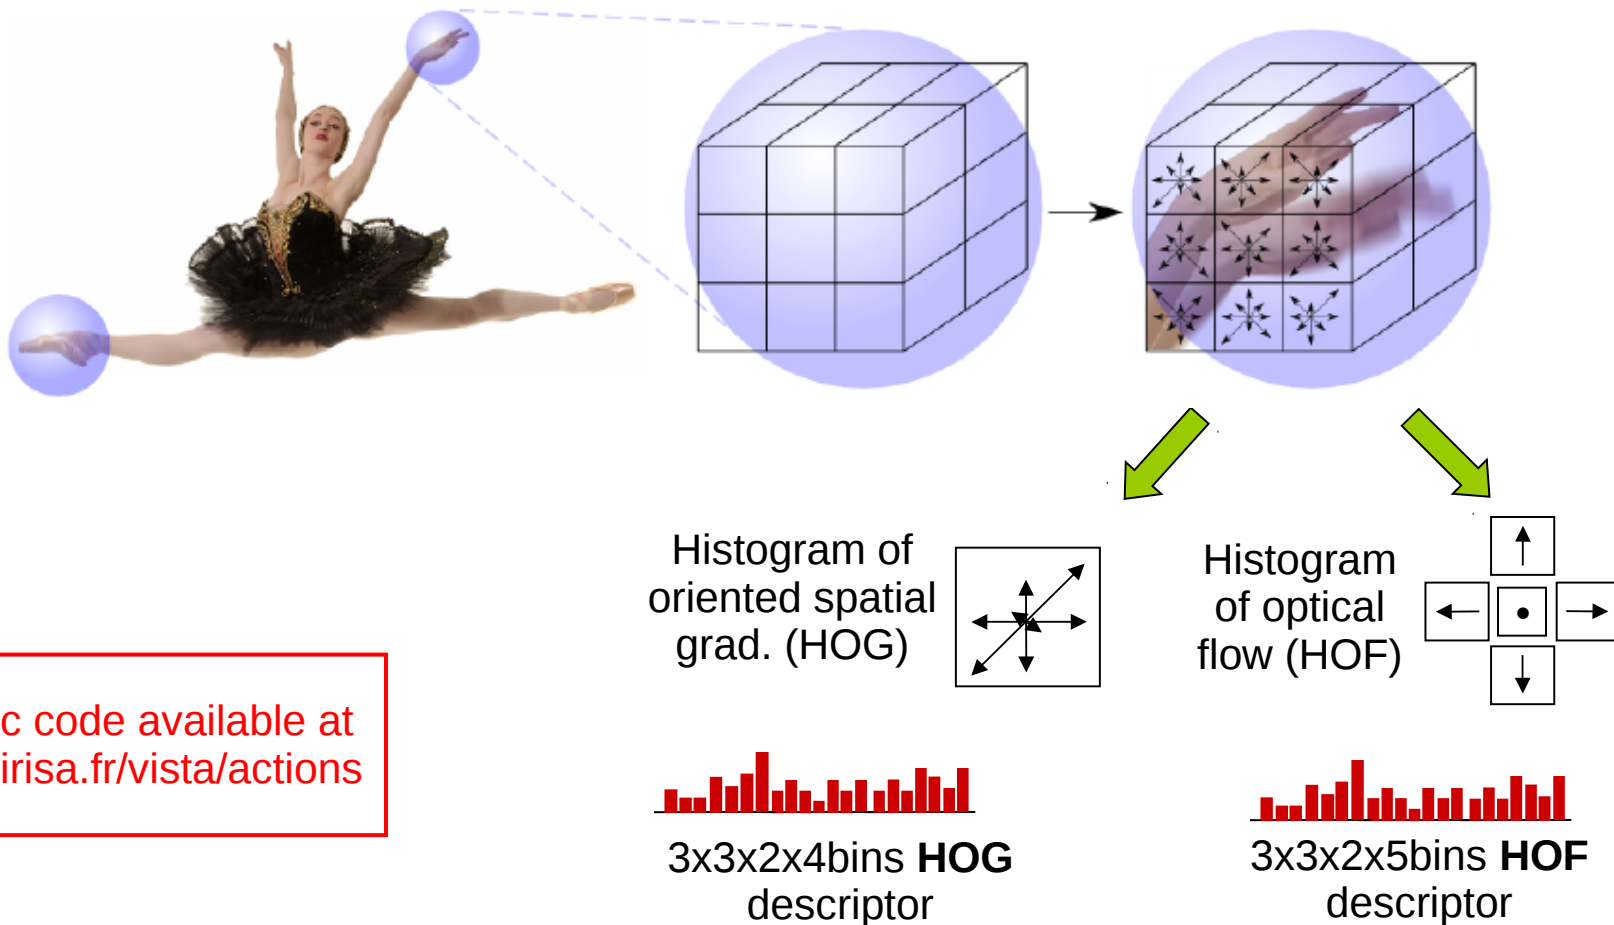 Histogram of
oriented spatial
grad. (HOG)
Histogram
of optical
flow (HOF)
c code available at
irisa.fr/vista/actions
3x3x2x4bins HOG
descriptor
3x3x2x5bins HOF
descriptor